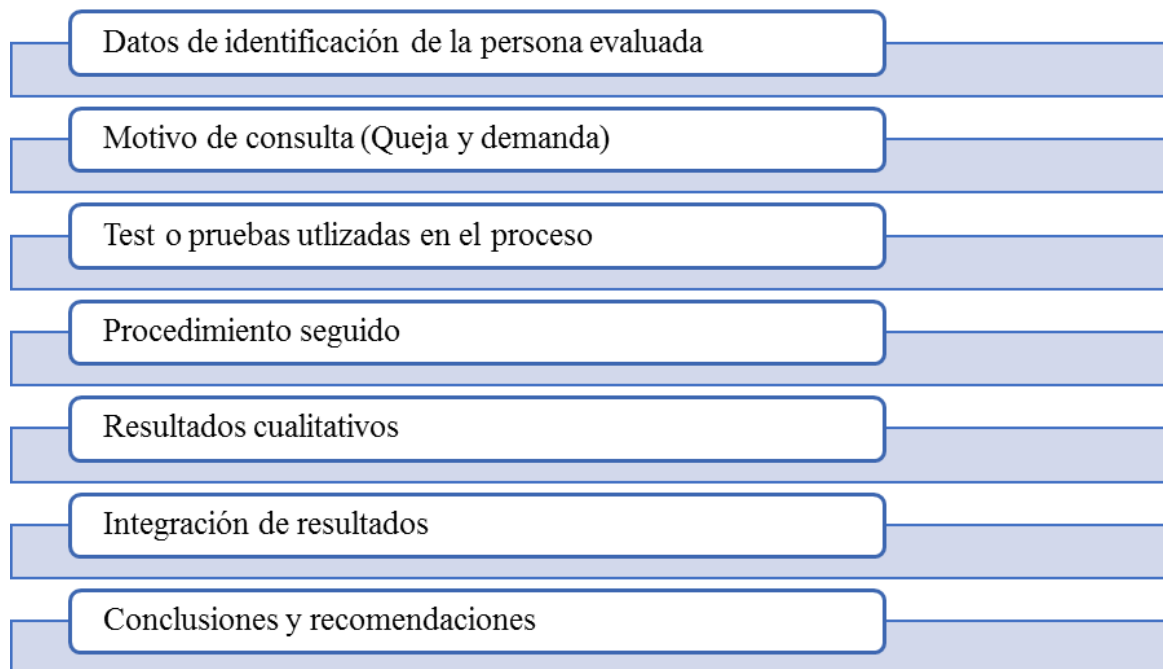 Datos de identificación de la persona evaluada
Motivo de consulta (Queja y demanda)
Test o pruebas utlizadas en el proceso
Procedimiento seguido
Resultados cualitativos
Integración de resultados
Conclusiones y recomendaciones